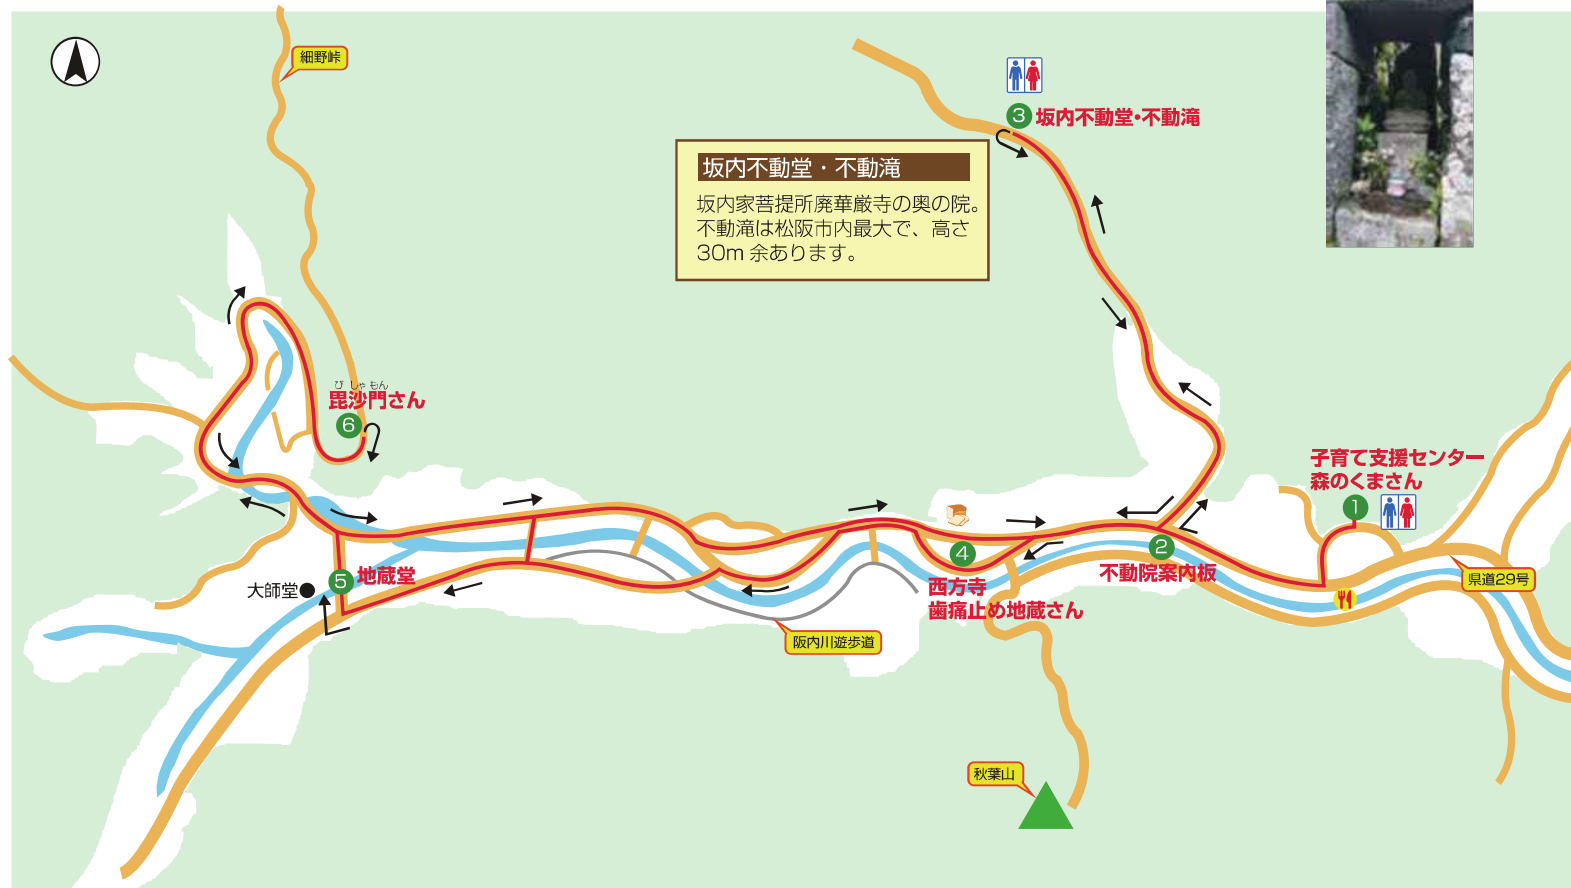 細野峠
3 坂内不動堂・不動滝
坂内不動堂・不動滝
坂内家菩提所廃華厳寺の奥の院。
不動滝は松阪市内最大で、高さ
30m 余あります。
び しゃ もん
毘沙門さん
6
子育て支援センター
森のくまさん
1
4
西方寺
歯痛止め地蔵さん
2
不動院案内板
県道29号
5 地蔵堂
大師堂
阪内川遊歩道
秋葉山